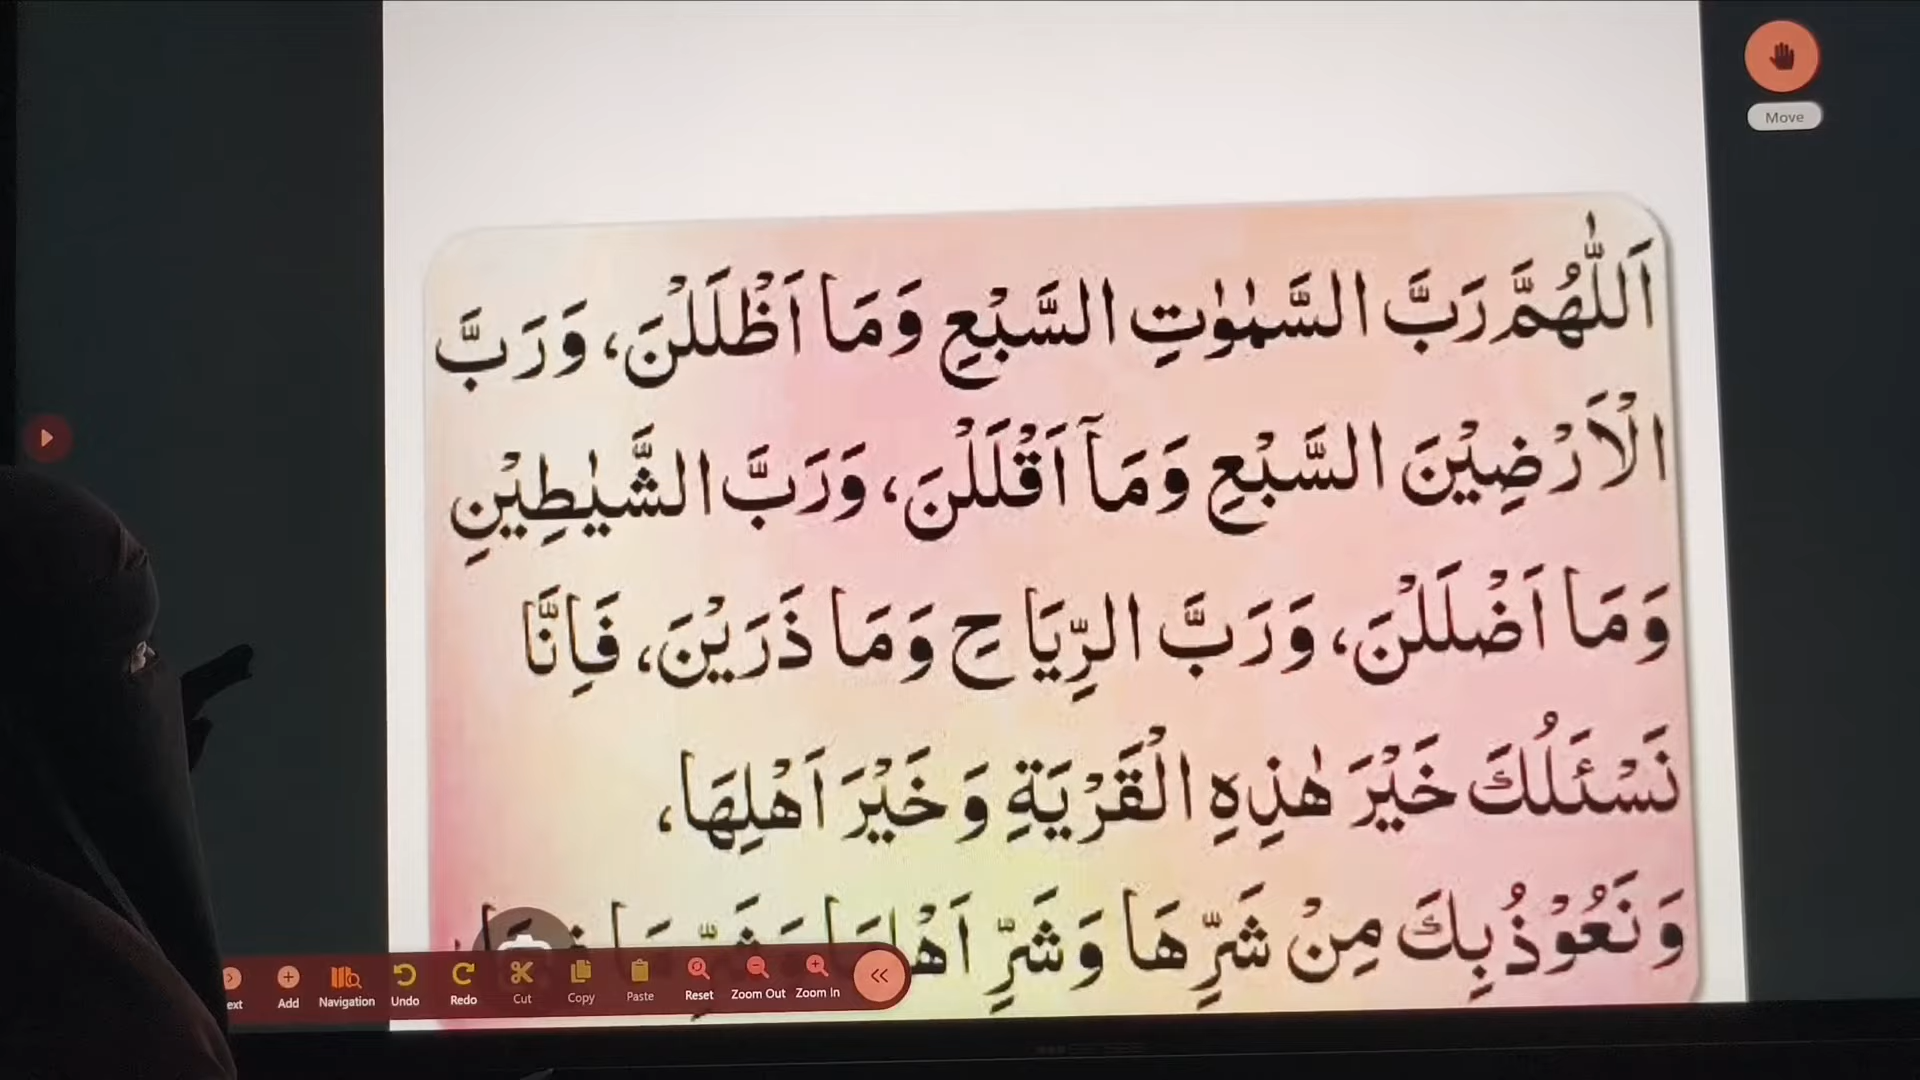 Move
اَللّٰهُمَّ رَبَّ السَّمٰوٰتِ السَّبْعِ وَمَا اَظْلَلْنَ، وَرَبَّ
الْاَرْضِيْنَ السَّبْعِ وَمَآ اَقْلَلْنَ، وَرَبَّ الشَّيٰطِيْنِ
وَمَا اَضْلَلْنَ، وَرَبَّ الرِّيَاحِ وَمَا ذَرَيْنَ، فَاِنَّا
نَسْئَلُكَ خَيْرَ هٰذِهِ الْقَرْيَةِ وَخَيْرَ اَهْلِهَا،
وَنَعُوْذُبِكَ مِنْ شَرِّهَا وَشَرِّ اَهْلِهَا
ext Add Navigation Undo Redo Cut Copy Paste Reset Zoom Out Zoom In